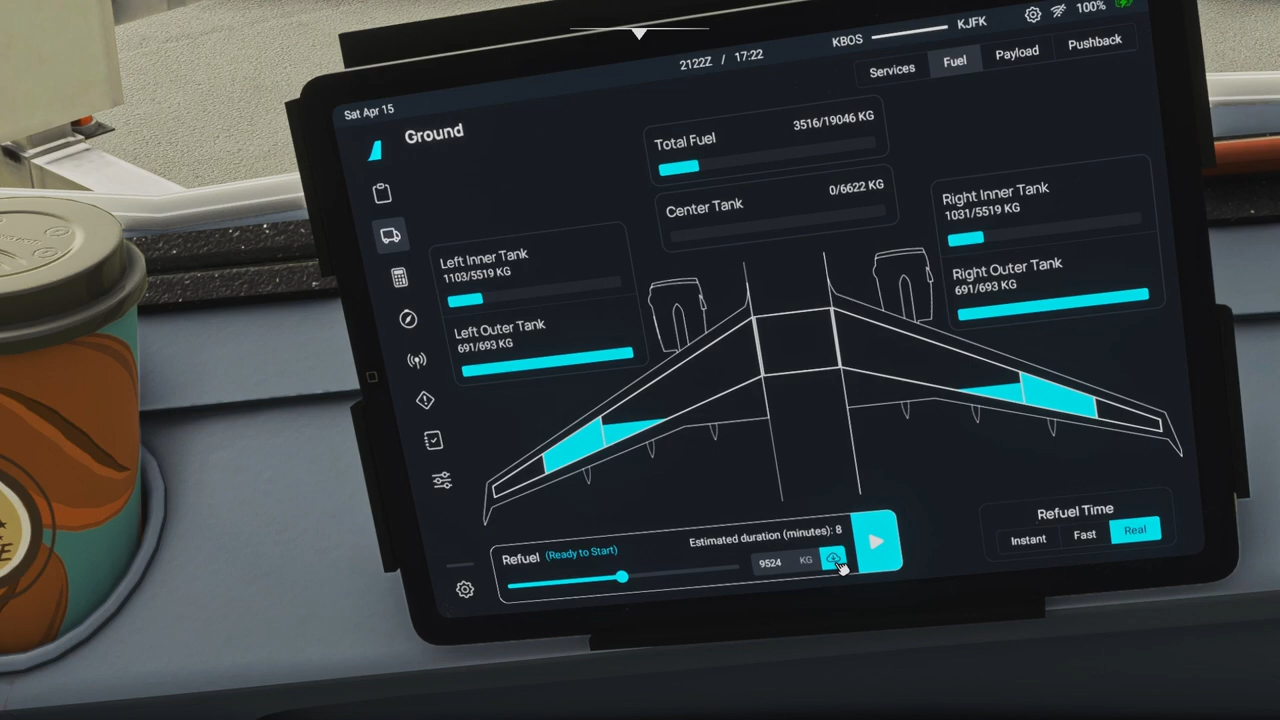 Sat Apr 15
2122Z / 17:22
KBOS
KJFK
100%
Ground
Services
Fuel
Payload
Pushback
Total Fuel
3516/19046 KG
Center Tank
0/6622 KG
Left Inner Tank
1103/5519 KG
Left Outer Tank
691/693 KG
Right Inner Tank
1031/5519 KG
Right Outer Tank
691/693 KG
Refuel (Ready to Start)
Estimated duration (minutes): 8
9524 KG
Refuel Time
Instant
Fast
Real